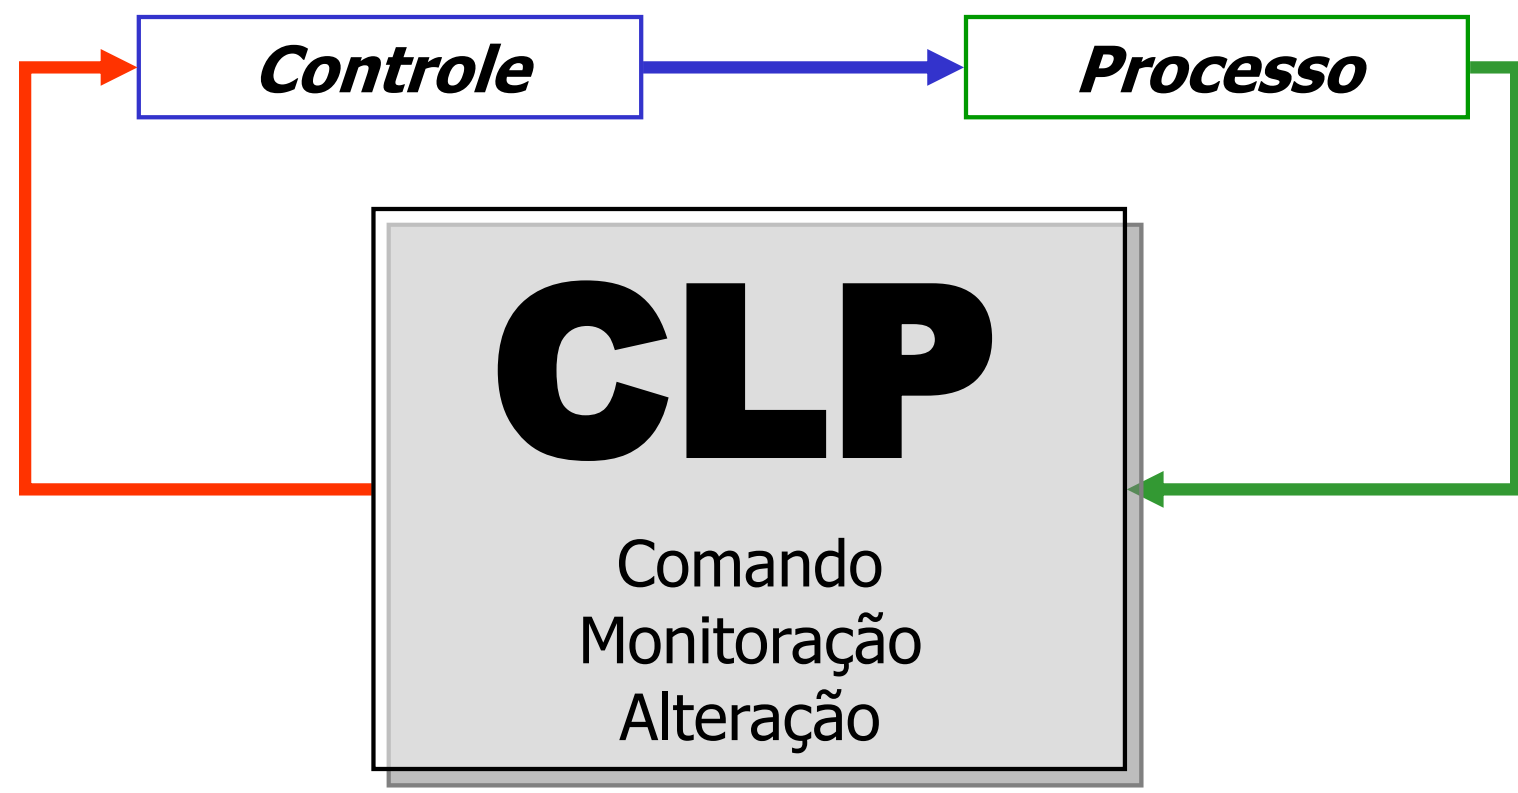 Controle
Processo
CLP
Comando
Monitoração
Alteração